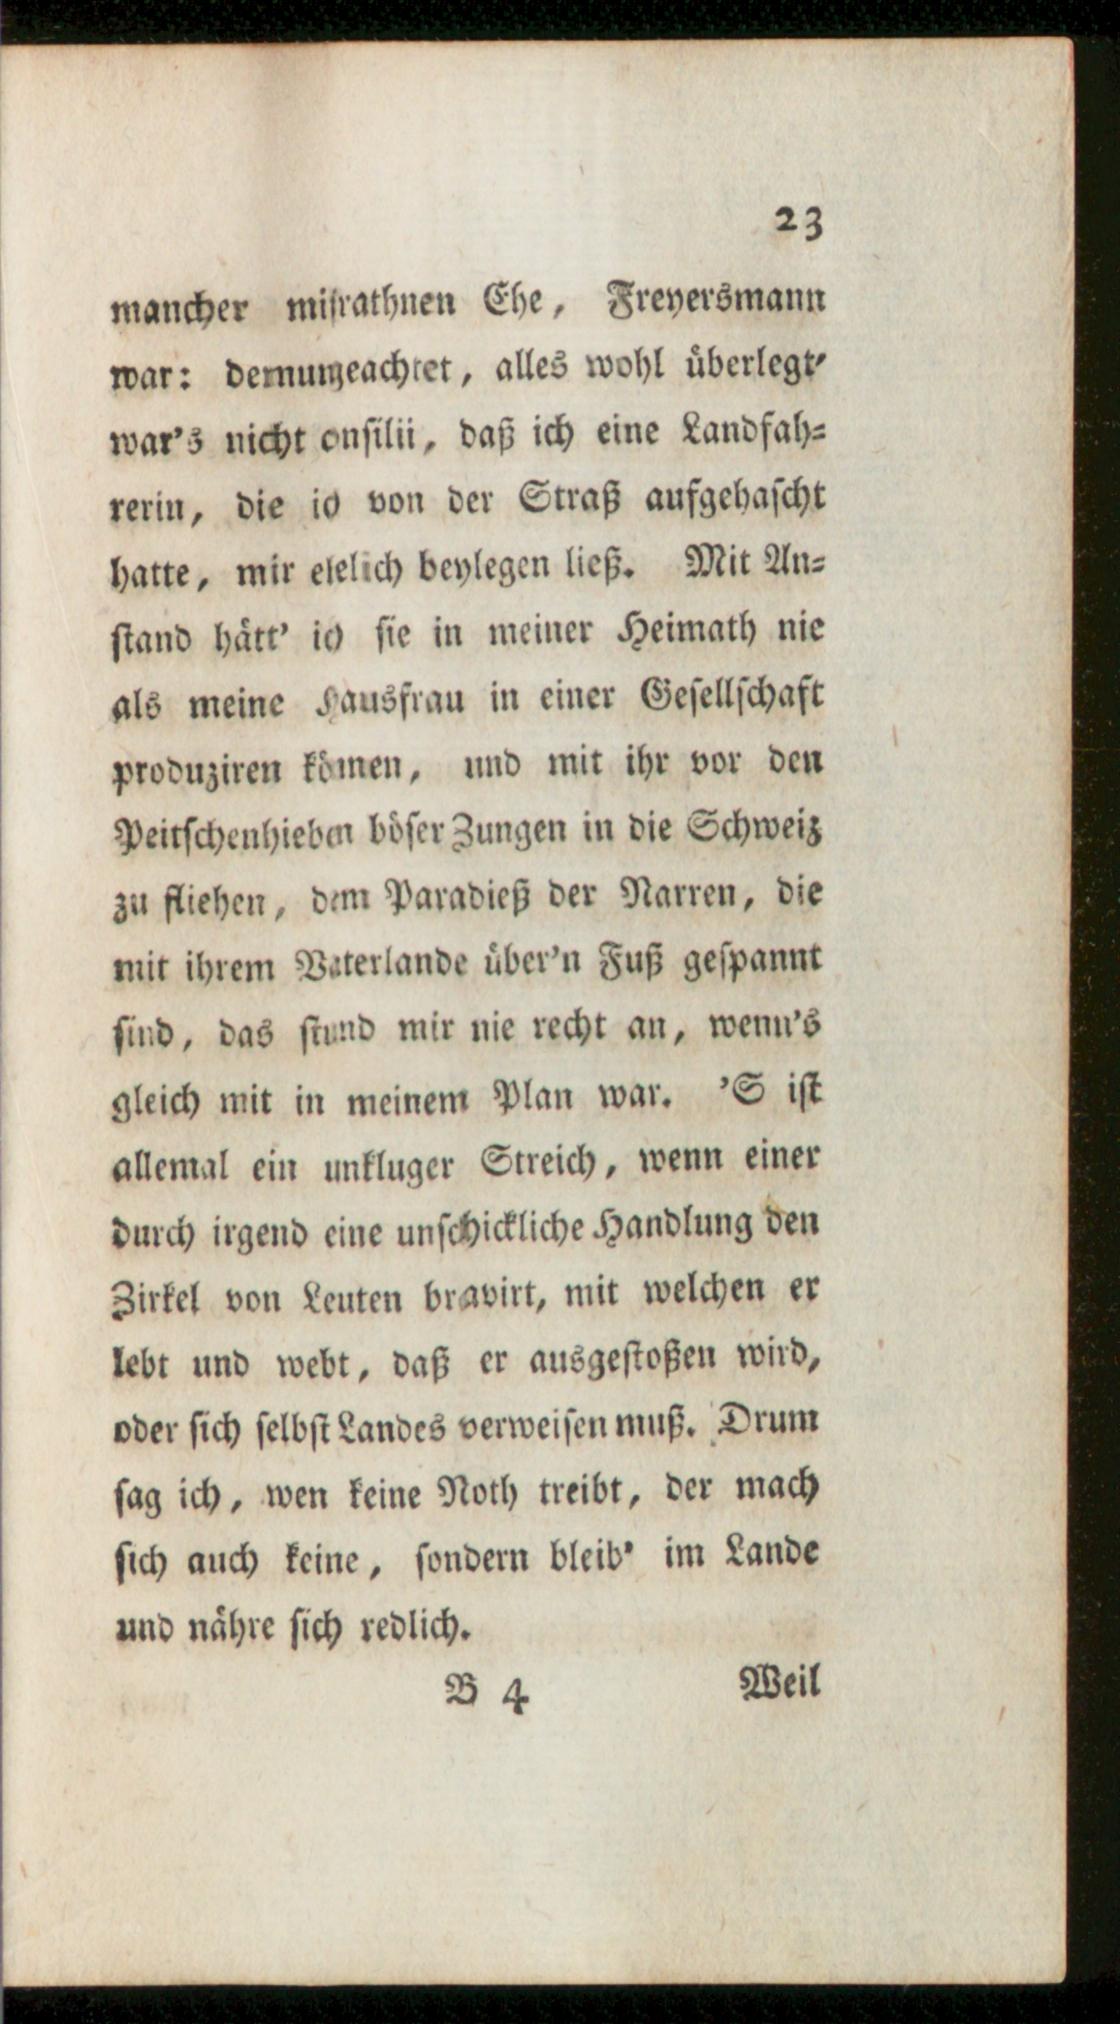 23
mancher misrathnen Ehe, Freyersmann
war: demungeachtet, alles wohl überlegt'
war's nicht onsilii, daß ich eine Landfah-
rerin, die ich von der Straß aufgehascht
hatte, mir ehelich beylegen ließ. Mit An-
stand hätt' ich sie in meiner Heimath nie
als meine Hausfrau in einer Gesellschaft
produziren können, und mit ihr vor den
Peitschenhieben böser Zungen in die Schweiz
zu fliehen, dem Paradieß der Narren, die
mit ihrem Vaterlande über'n Fuß gespannt
sind, das stund mir nie recht an, wenn's
gleich mit in meinem Plan war. 'S ist
allemal ein unkluger Streich, wenn einer
durch irgend eine unschickliche Handlung den
Zirkel von Leuten bravirt, mit welchen er
lebt und webt, daß er ausgestoßen wird,
oder sich selbst Landes verweisen muß. Drum
sag ich, wen keine Noth treibt, der mach
sich auch keine, sondern bleib' im Lande
und nähre sich redlich.
B 4 Weil